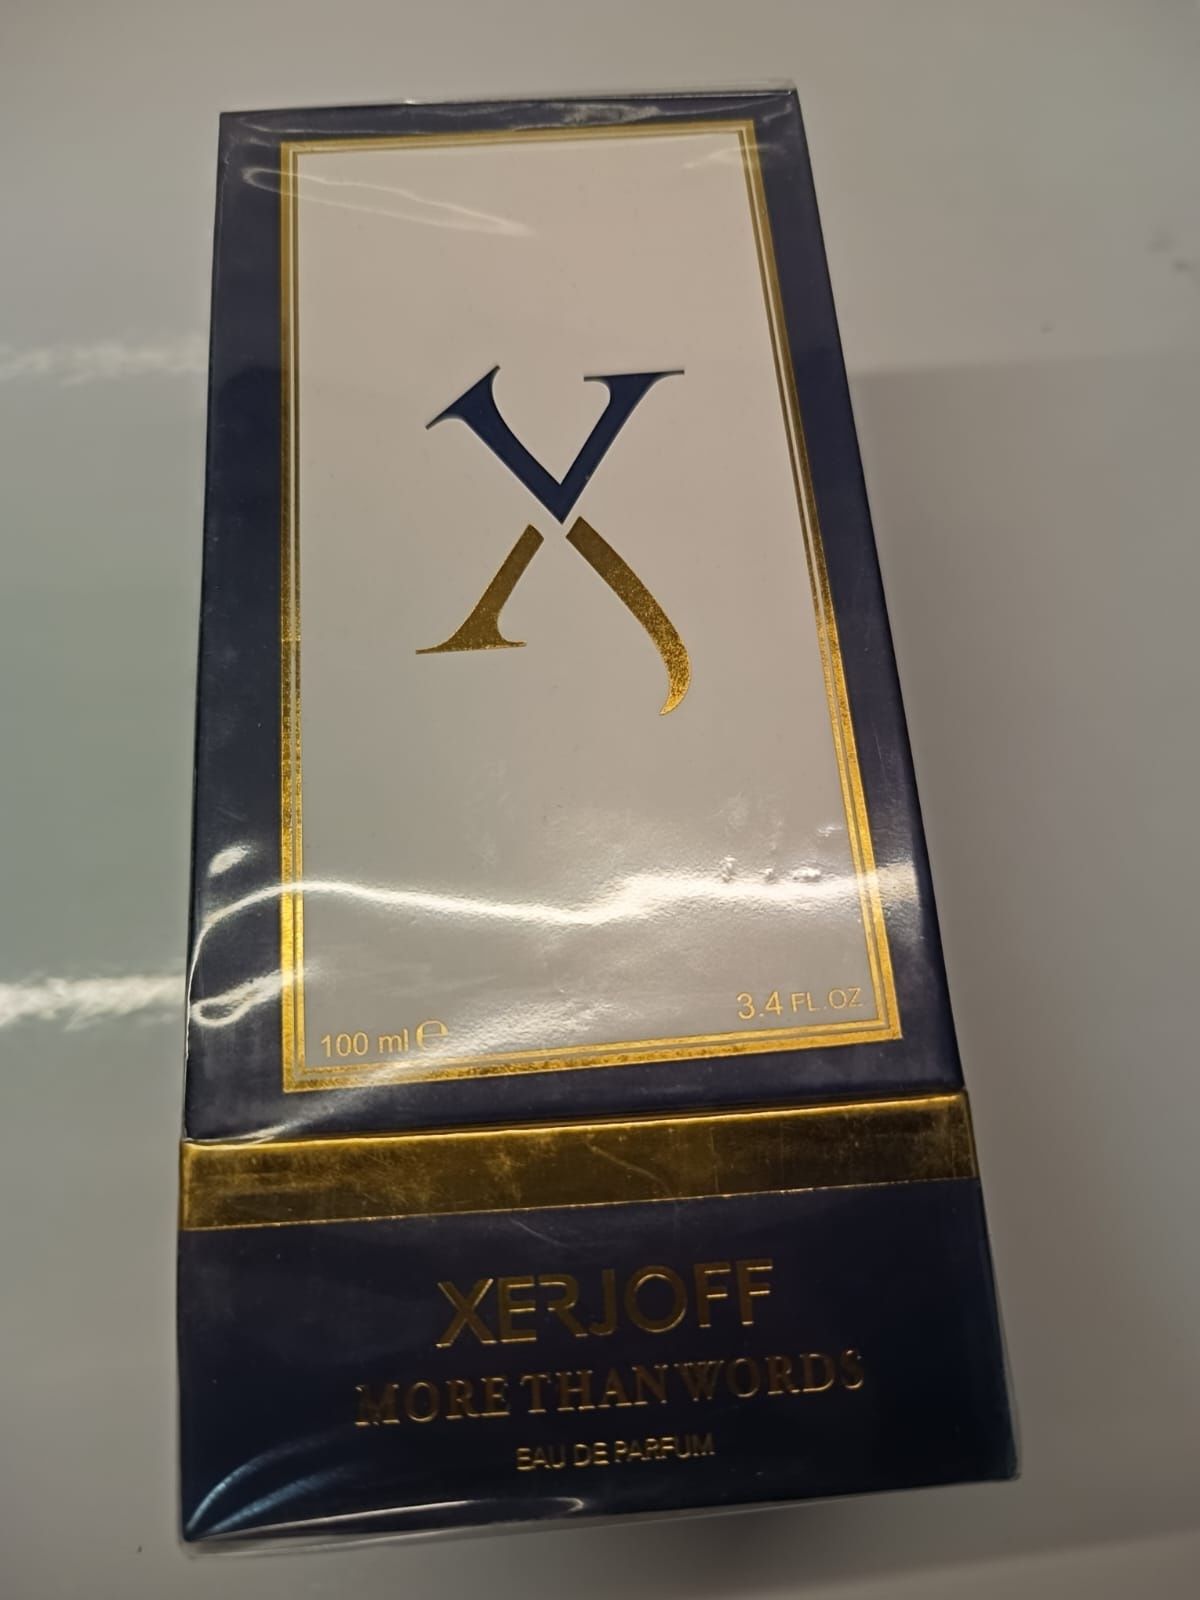 X
100 ml ℮
3.4 FL.OZ
XERJOFF
MORE THAN WORDS
EAU DE PARFUM